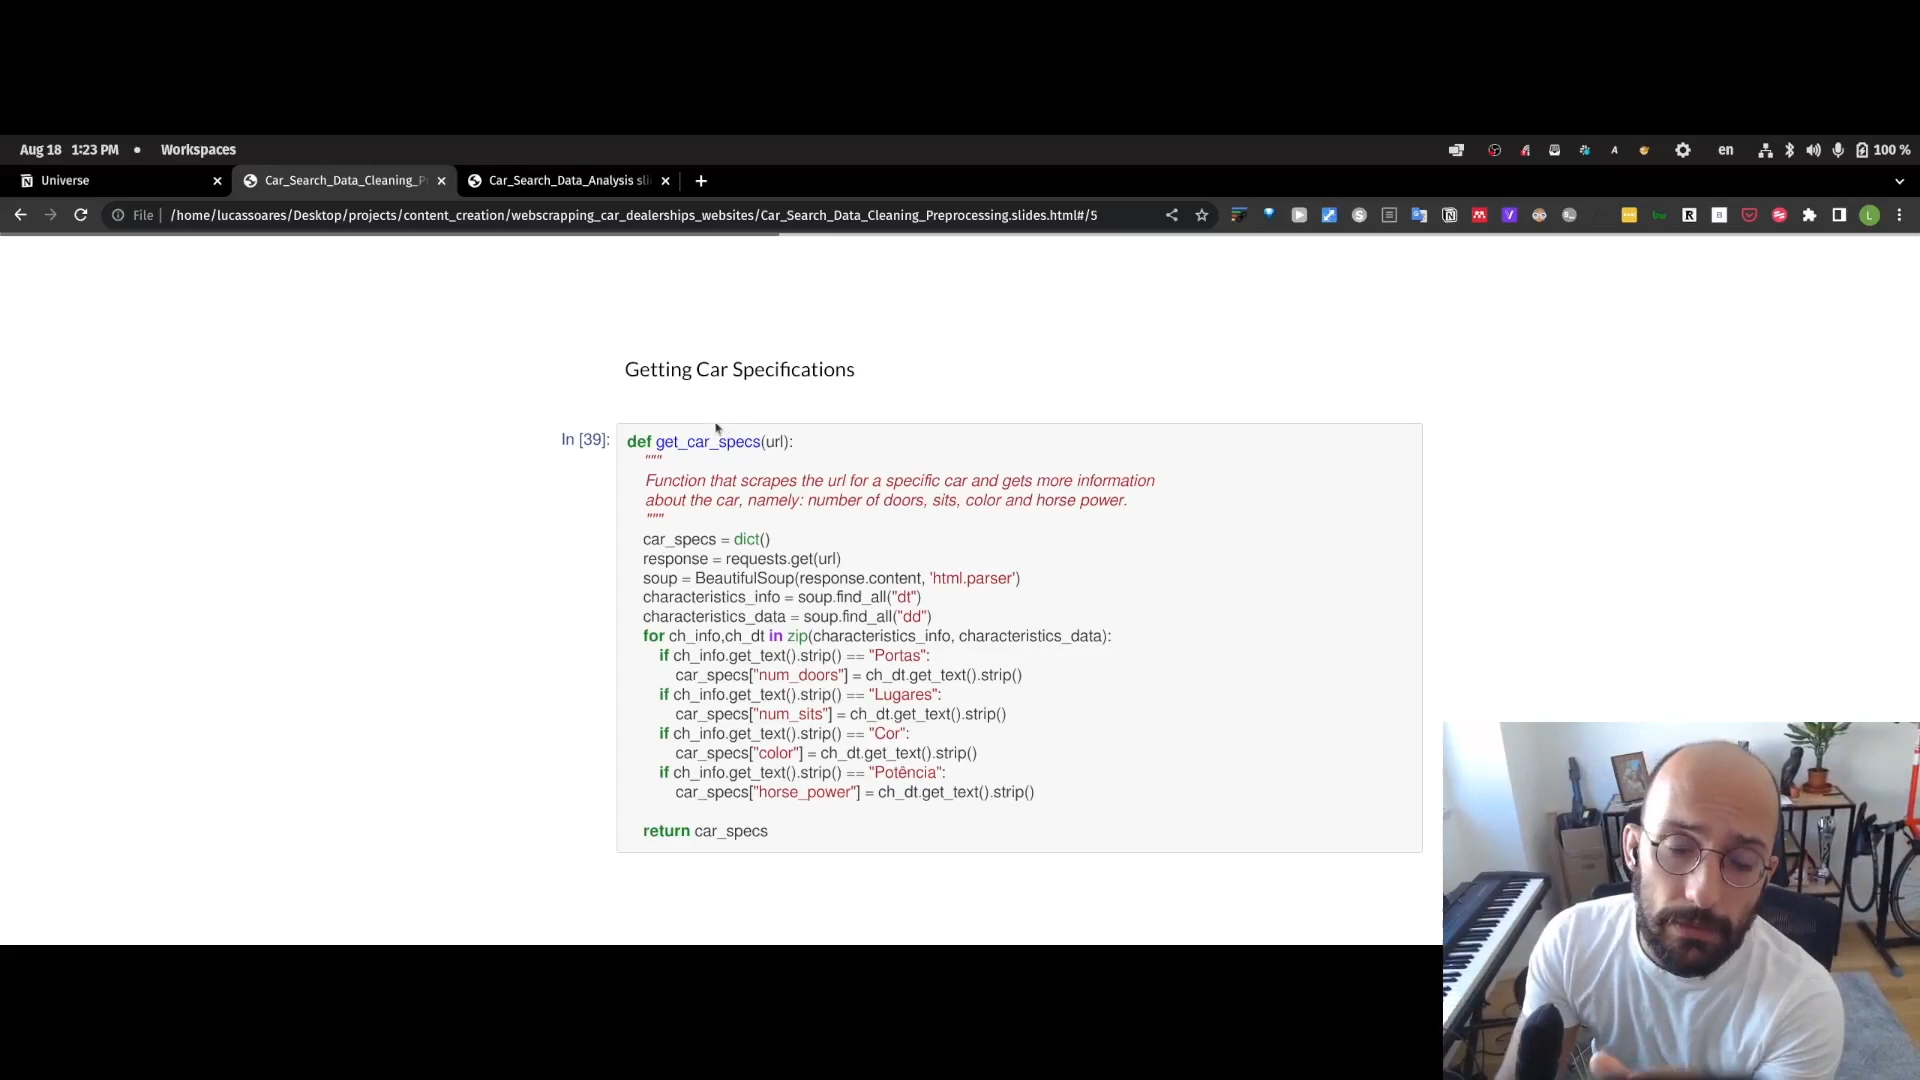 Aug 18 1:23 PM • Workspaces
en
100 %
Universe
Car_Search_Data_Cleaning_P
Car_Search_Data_Analysis sli
File | /home/lucassoares/Desktop/projects/content_creation/webscrapping_car_dealerships_websites/Car_Search_Data_Cleaning_Preprocessing.slides.html#/5
Getting Car Specifications
In [39]:
def get_car_specs(url):
"""
Function that scrapes the url for a specific car and gets more information
about the car, namely: number of doors, sits, color and horse power.
"""
car_specs = dict()
response = requests.get(url)
soup = BeautifulSoup(response.content, 'html.parser')
characteristics_info = soup.find_all("dt")
characteristics_data = soup.find_all("dd")
for ch_info,ch_dt in zip(characteristics_info, characteristics_data):
if ch_info.get_text().strip() == "Portas":
car_specs["num_doors"] = ch_dt.get_text().strip()
if ch_info.get_text().strip() == "Lugares":
car_specs["num_sits"] = ch_dt.get_text().strip()
if ch_info.get_text().strip() == "Cor":
car_specs["color"] = ch_dt.get_text().strip()
if ch_info.get_text().strip() == "Potência":
car_specs["horse_power"] = ch_dt.get_text().strip()
return car_specs